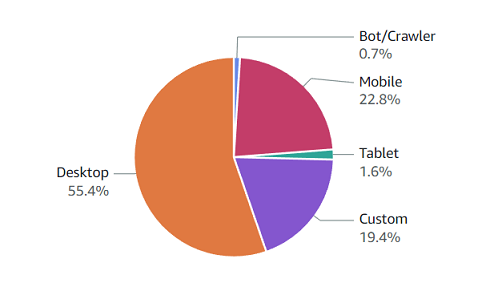 Bot/Crawler
0.7%
Mobile
22.8%
Tablet
1.6%
Custom
19.4%
Desktop
55.4%